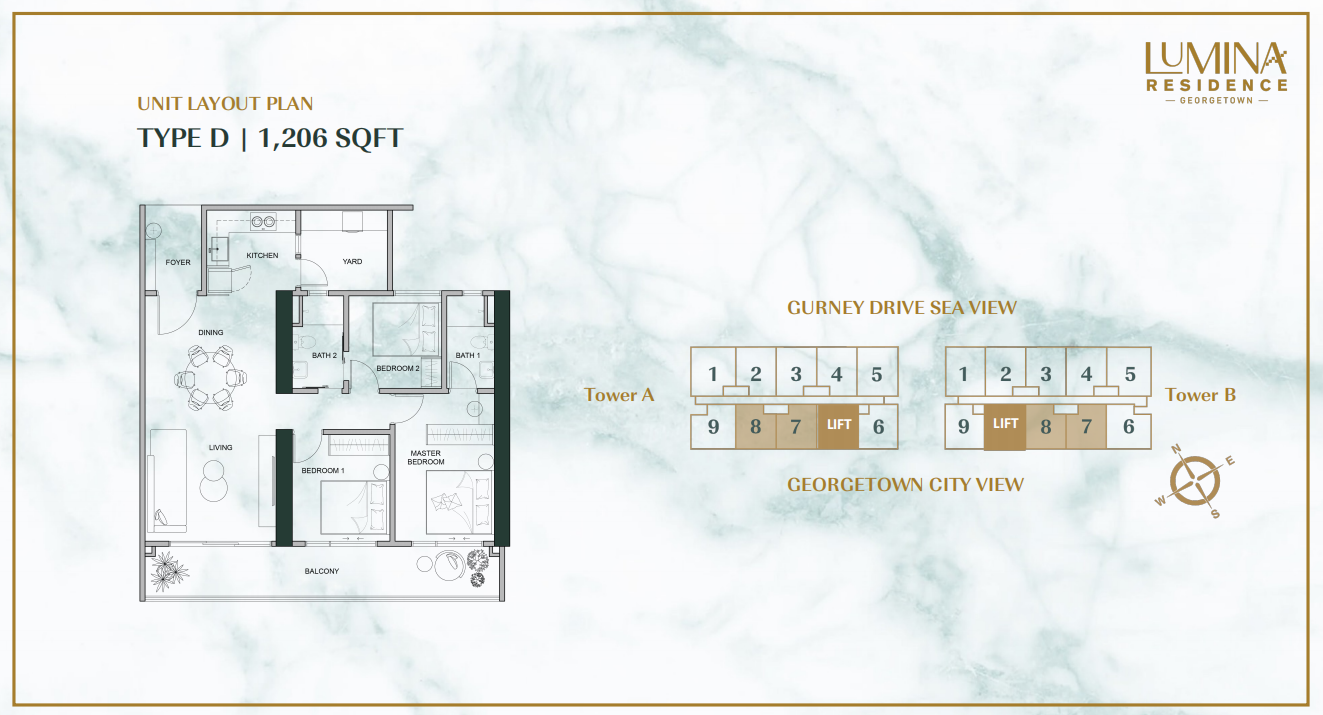 LUMINA
RESIDENCE
GEORGETOWN
UNIT LAYOUT PLAN
TYPE D | 1,206 SQFT
FOYER
KITCHEN
YARD
DINING
BATH 2
BEDROOM 2
BATH 1
LIVING
BEDROOM 1
MASTER
BEDROOM
BALCONY
GURNEY DRIVE SEA VIEW
Tower A
1 2 3 4 5
9 8 7 LIFT 6
1 2 3 4 5
9 LIFT 8 7 6
Tower B
GEORGETOWN CITY VIEW
N
E
W
S